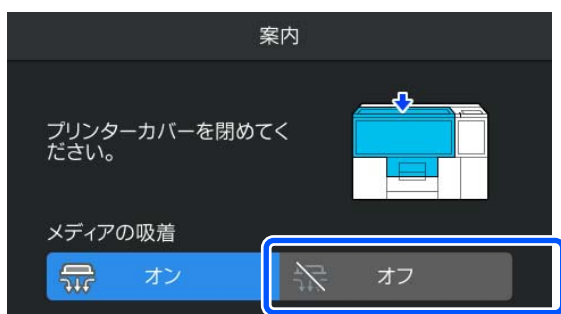 案内
プリンターカバーを閉めてく
ださい。
メディアの吸着
オン
オフ